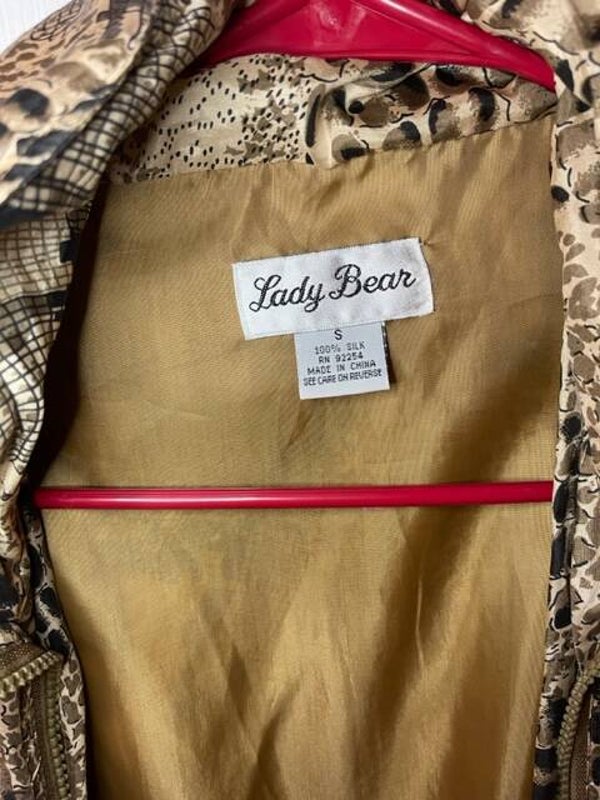 Lady Bear
S
100% SILK
RN 92254
MADE IN CHINA
SEE CARE ON REVERSE